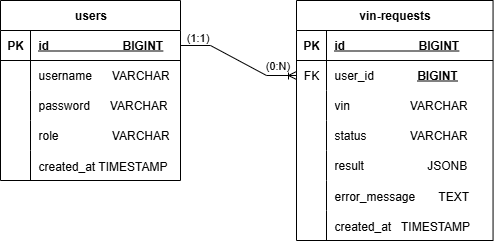 users
PK id BIGINT
username VARCHAR
password VARCHAR
role VARCHAR
created_at TIMESTAMP
(1:1)
(0:N)
vin-requests
PK id BIGINT
FK user_id BIGINT
vin VARCHAR
status VARCHAR
result JSONB
error_message TEXT
created_at TIMESTAMP